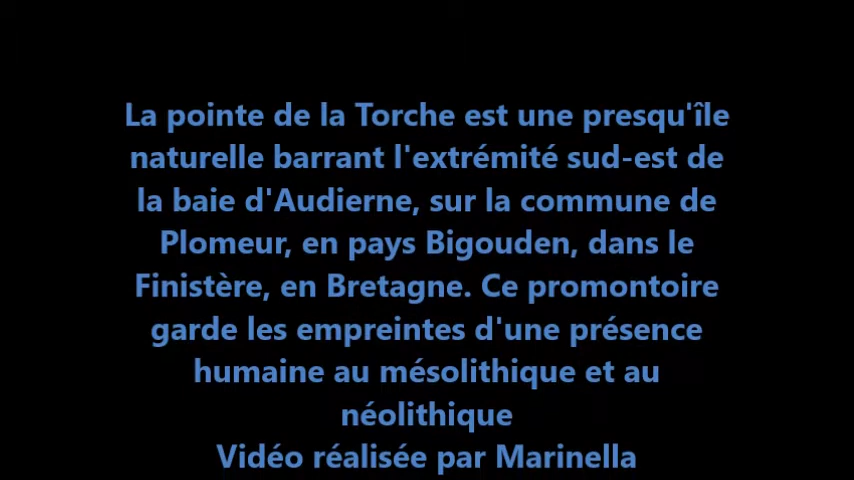 La pointe de la Torche est une presqu'île
naturelle barrant l'extrémité sud-est de
la baie d'Audierne, sur la commune de
Plomeur, en pays Bigouden, dans le
Finistère, en Bretagne. Ce promontoire
garde les empreintes d'une présence
humaine au mésolithique et au
néolithique
Vidéo réalisée par Marinella